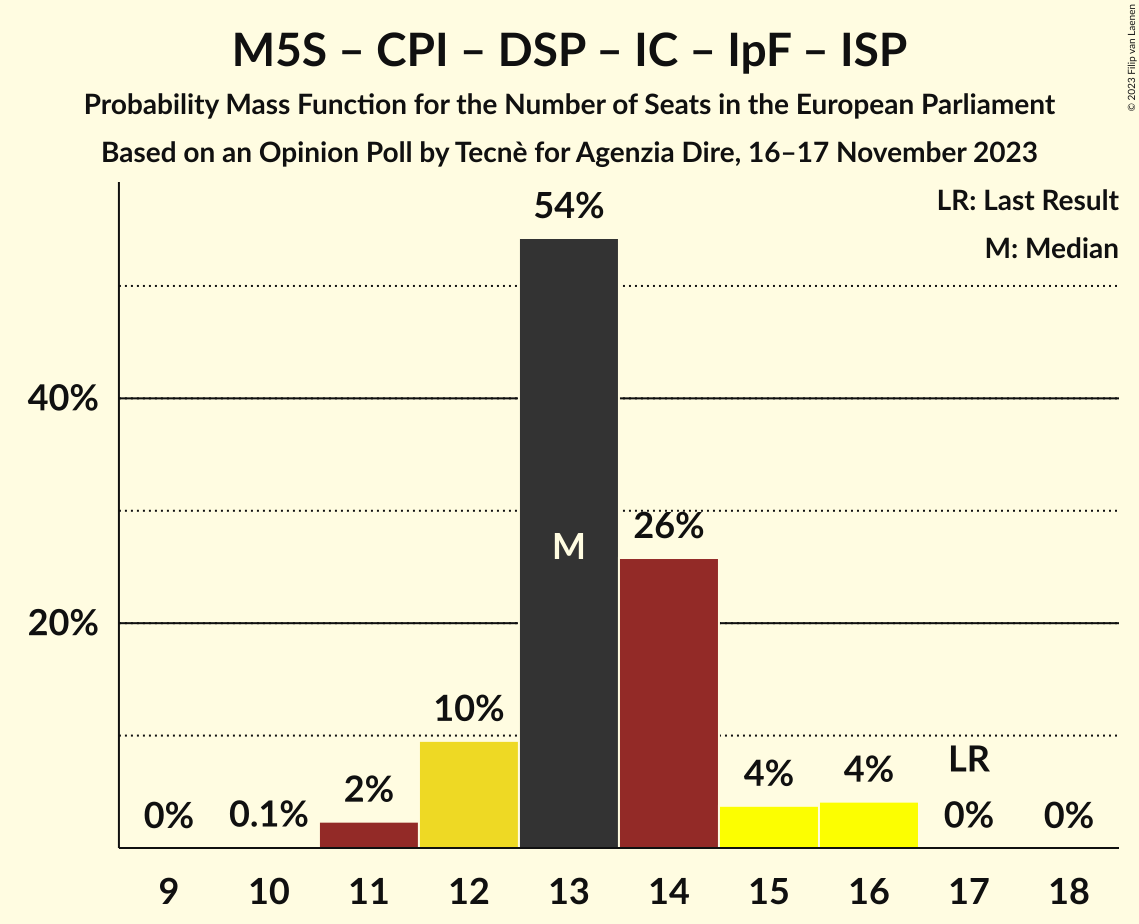 M5S – CPI – DSP – IC – IpF – ISP
Probability Mass Function for the Number of Seats in the European Parliament
Based on an Opinion Poll by Tecnè for Agenzia Dire, 16–17 November 2023
© 2023 Filip van Laenen
LR: Last Result
M: Median
54%
40%
26%
M
20%
10%
2%
4%
4%
LR
0%
0.1%
0%
0%
9 10 11 12 13 14 15 16 17 18